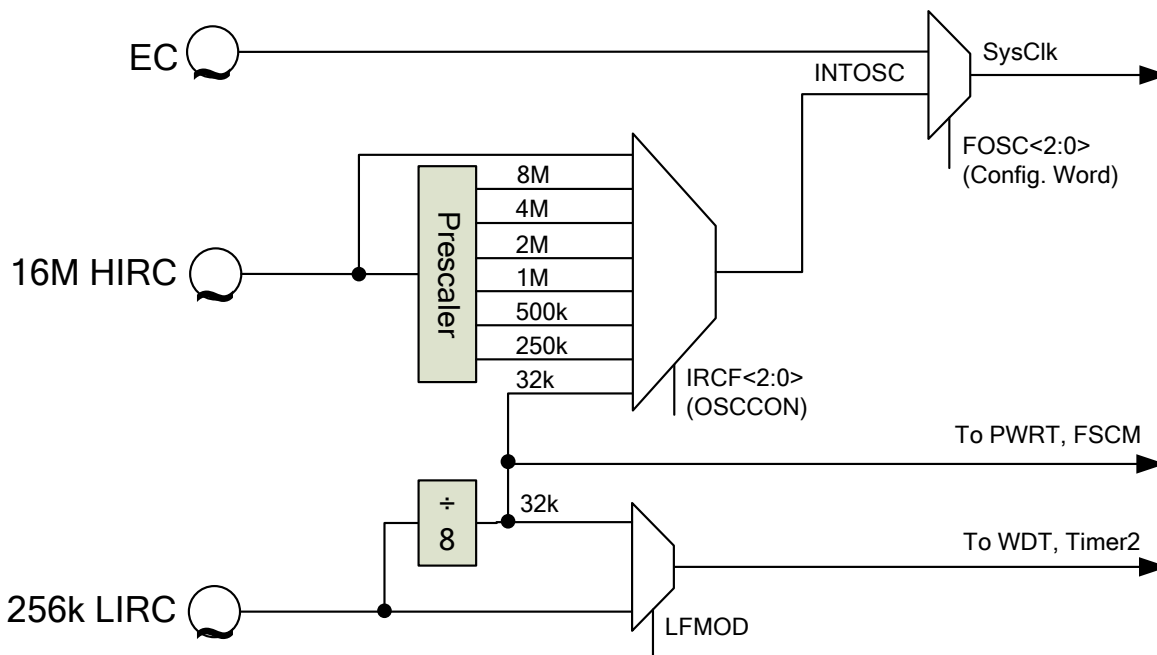 EC
SysClk
INTOSC
FOSC<2:0>
(Config. Word)
8M
4M
Prescaler
2M
16M HIRC
1M
500k
250k
32k
IRCF<2:0>
(OSCCON)
To PWRT, FSCM
÷
8
32k
To WDT, Timer2
256k LIRC
LFMOD